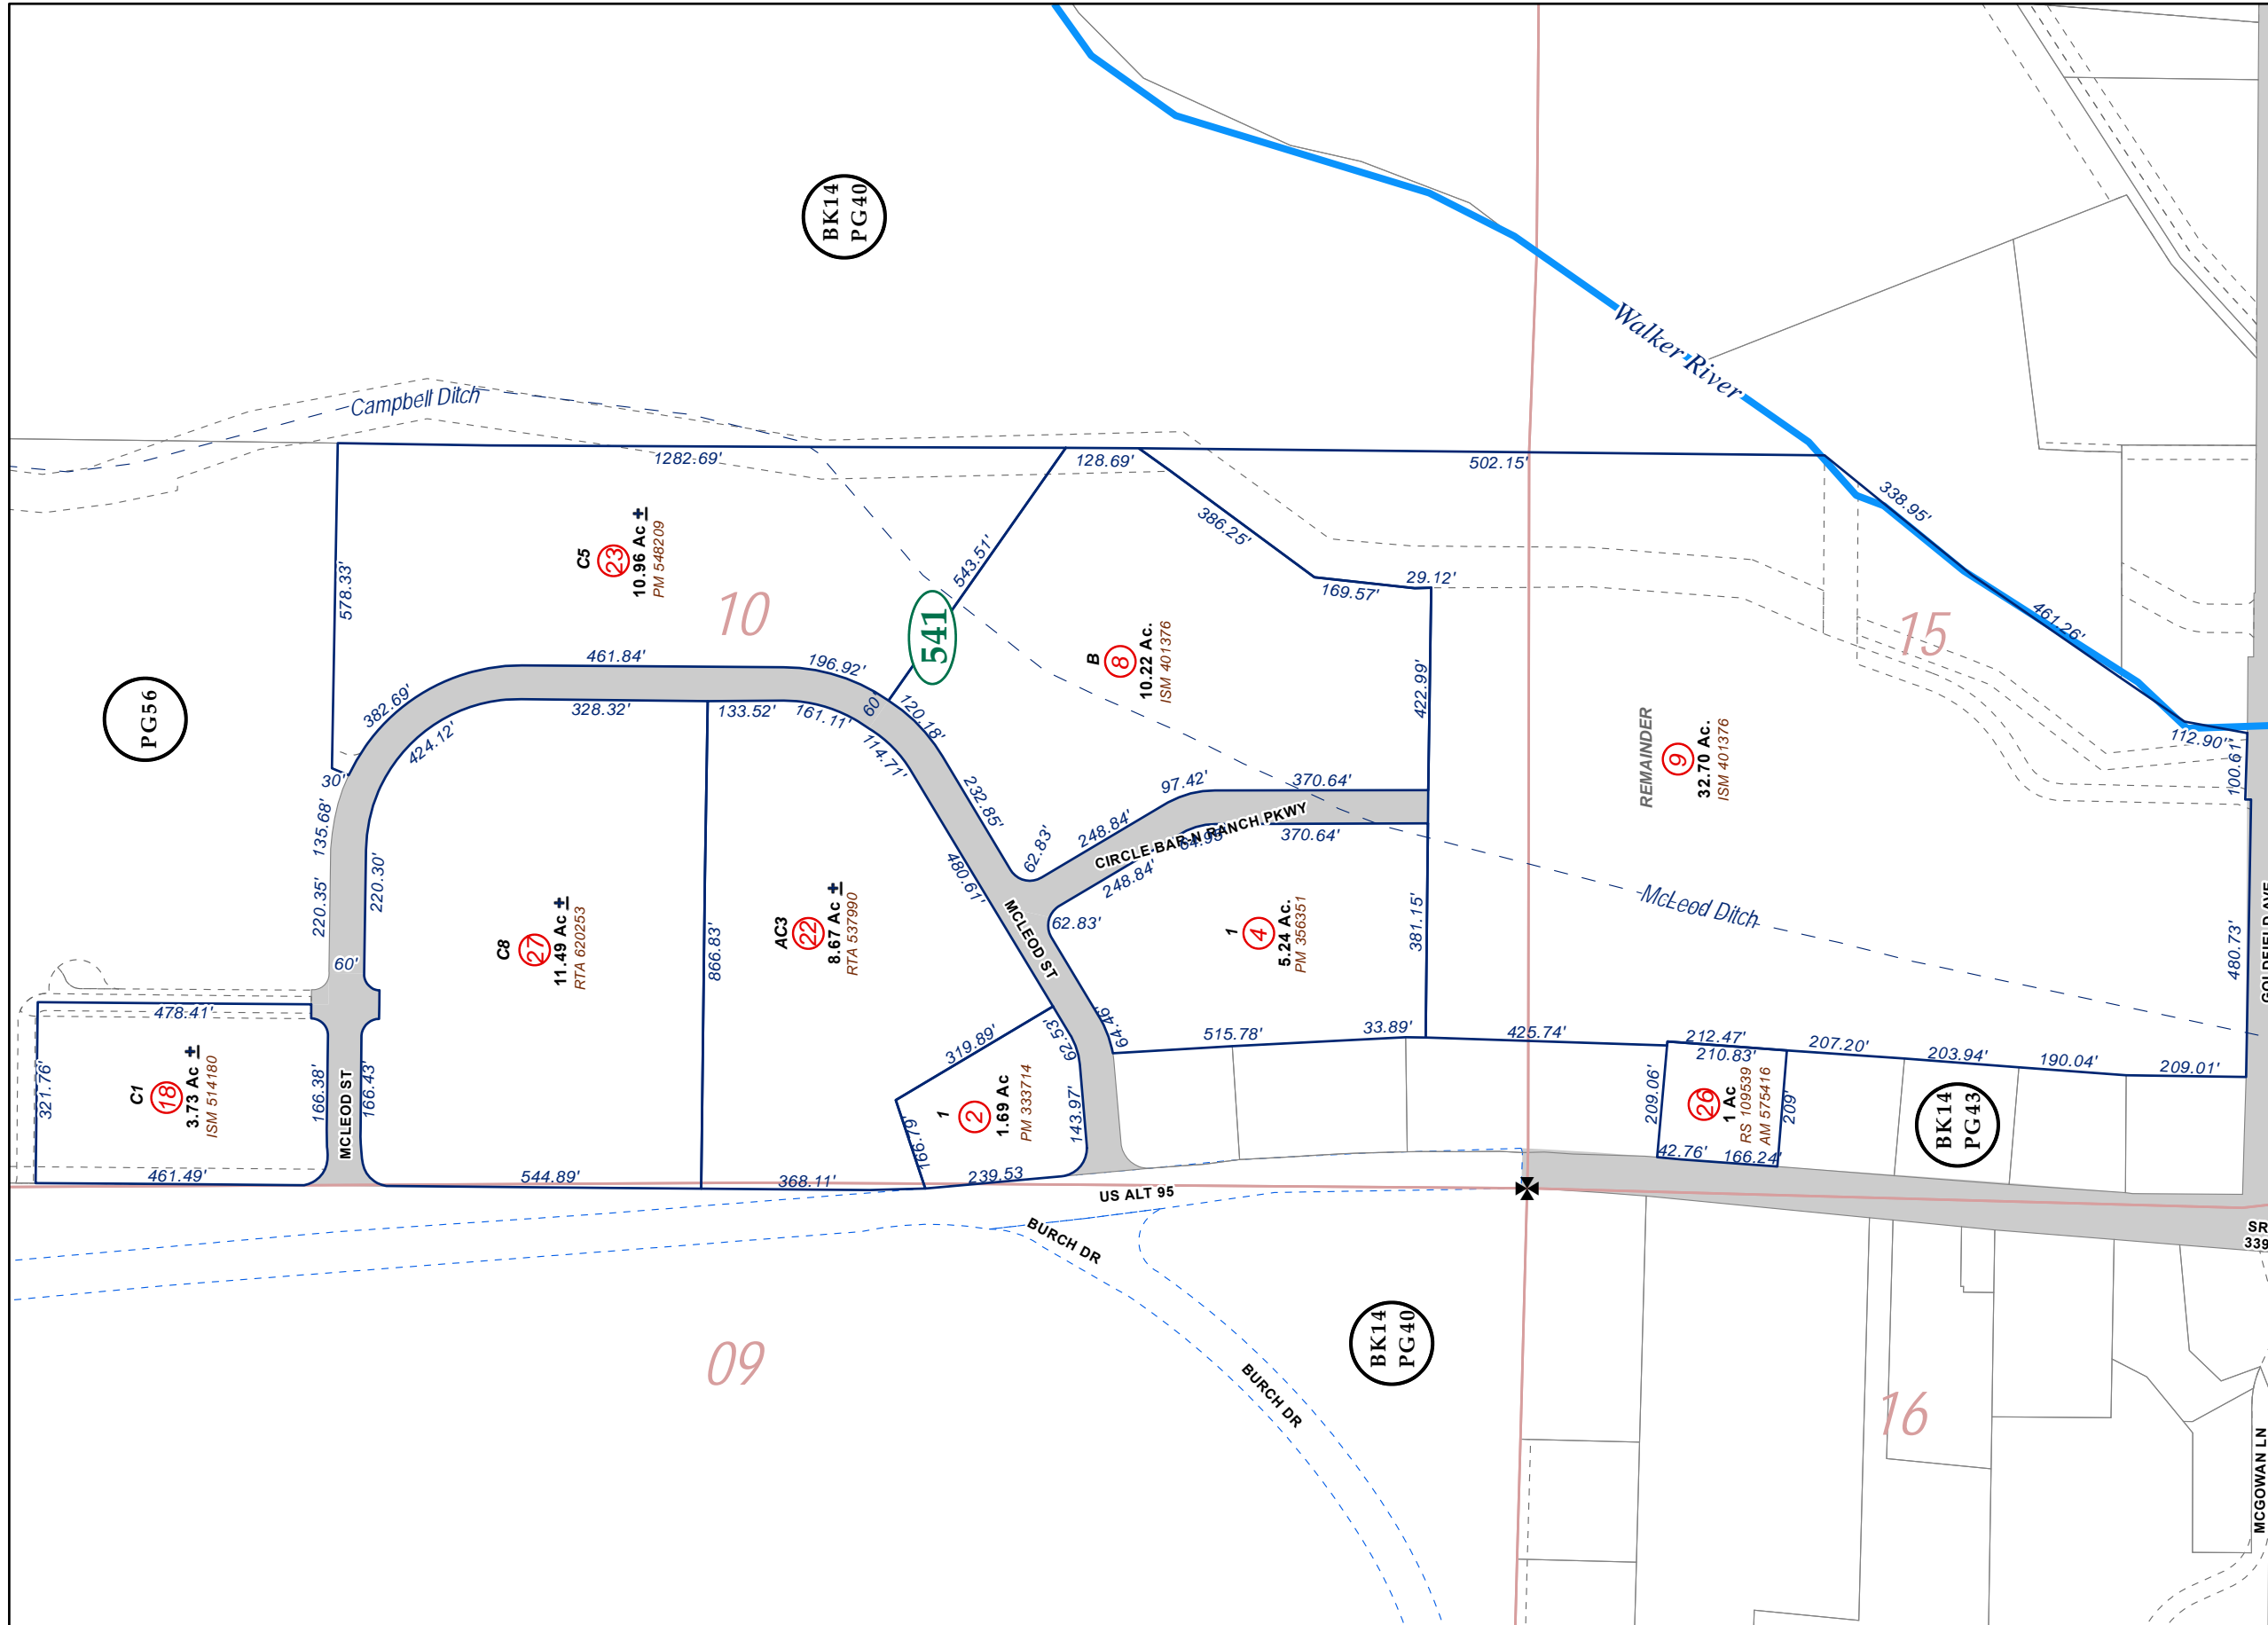 BK14
PG40
Walker River
Campbell Ditch
1282.69'
128.69'
502.15'
338.95'
578.33'
C5
23
10.96 Ac ±
PM 548209
10
543.51'
386.25'
169.57'
29.12'
461.26'
15
541
B
8
10.22 Ac.
ISM 401376
422.99'
PG56
461.84'
196.92'
382.69'
424.12'
328.32'
133.52'
161.11'
60'
120.18'
114.71'
30'
135.68'
232.85'
97.42'
370.64'
REMAINDER
9
32.70 Ac.
ISM 401376
112.90'
100.61'
220.35'
220.30'
62.83'
248.84'
CIRCLE BAR N RANCH PKWY
64.95'
370.64'
248.84'
480.61'
McLeod Ditch
C8
27
11.49 Ac ±
RTA 620253
866.83'
AC3
22
8.67 Ac ±
RTA 537990
MCLEOD ST
62.83'
1
4
5.24 Ac.
PM 356351
381.15'
480.73'
GOLDFIELD AVE
60'
478.41'
321.76'
C1
18
3.73 Ac ±
ISM 514180
166.38'
MCLEOD ST
166.43'
319.89'
62.53'
64.46'
515.78'
33.89'
425.74'
212.47'
210.83'
207.20'
203.94'
190.04'
209.01'
166.79'
1
2
1.69 Ac
PM 333714
143.97'
209.06'
26
1 Ac
RS 109539
AM 575416
209'
BK14
PG43
42.76'
166.24'
461.49'
544.89'
368.11'
239.53
US ALT 95
BURCH DR
SR
339
09
BK14
PG40
BURCH DR
16
MCGOWAN LN